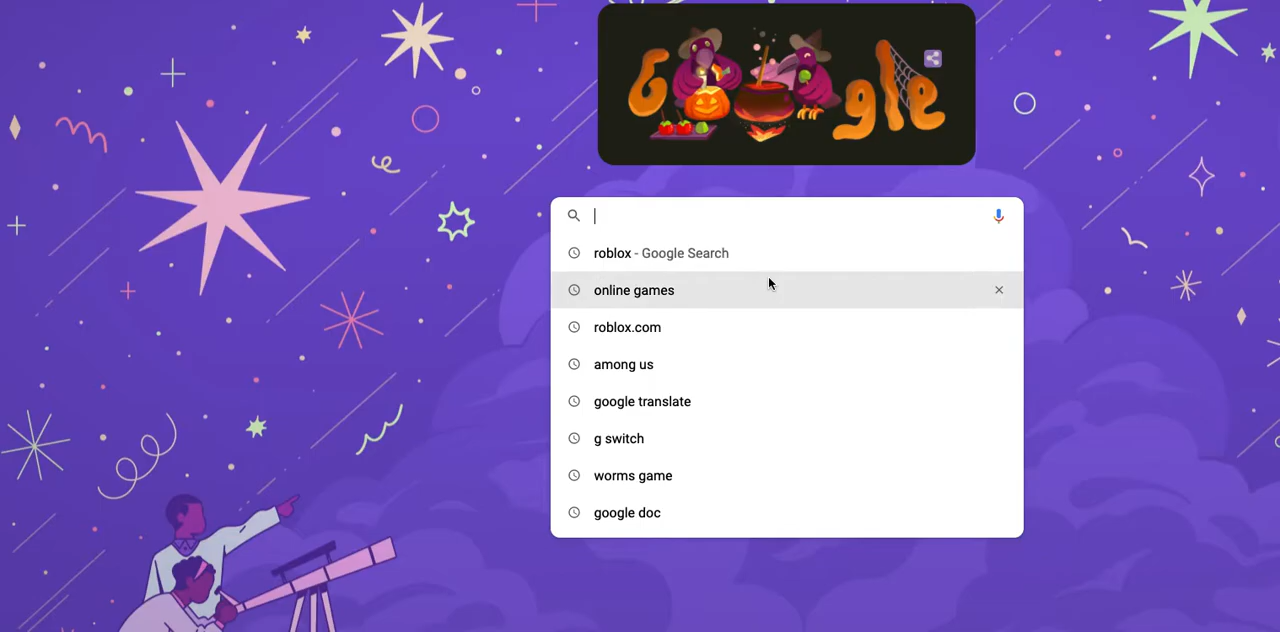 Google
roblox - Google Search
online games
roblox.com
among us
google translate
g switch
worms game
google doc